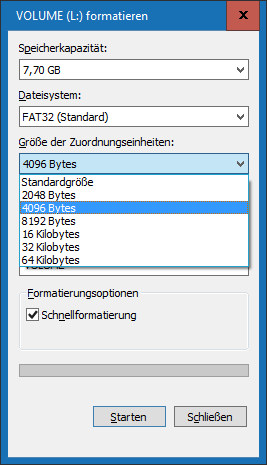 VOLUME (L:) formatieren
Speicherkapazität:
7,70 GB
Dateisystem:
FAT32 (Standard)
Größe der Zuordnungseinheiten:
4096 Bytes
Standardgröße
2048 Bytes
4096 Bytes
8192 Bytes
16 Kilobytes
32 Kilobytes
64 Kilobytes
VOLUME
Formatierungsoptionen
Schnellformatierung
Starten
Schließen